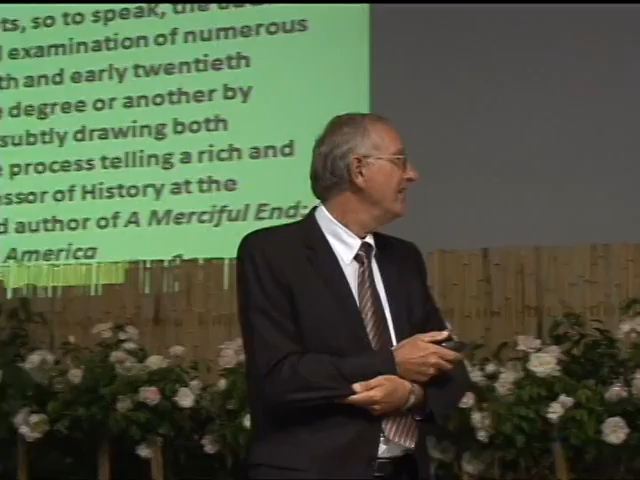 ts, so to speak, the
examination of numerous
th and early twentieth
degree or another by
subtly drawing both
process telling a rich and
ssor of History at the
author of A Merciful End:
America